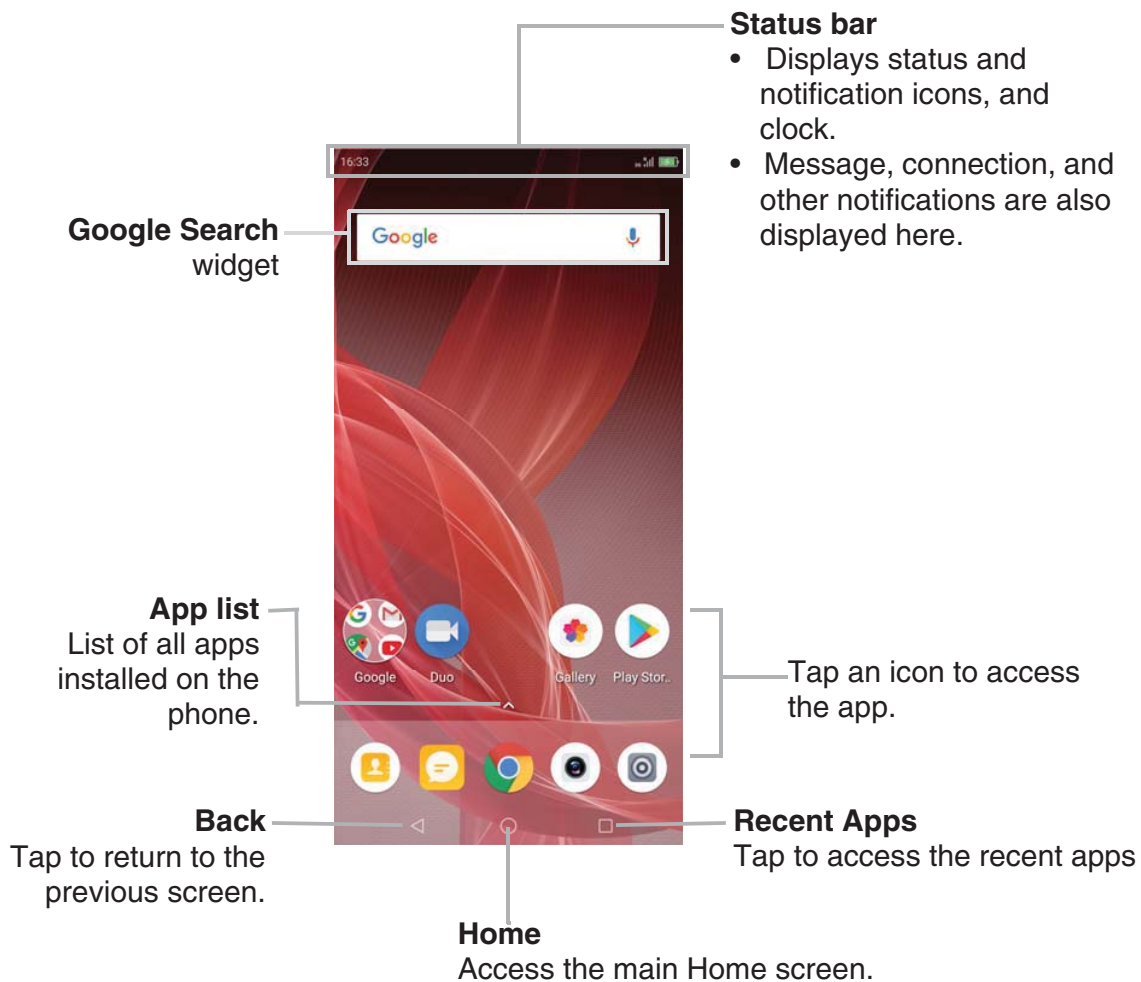 Status bar
• Displays status and
notification icons, and
clock.
• Message, connection, and
other notifications are also
displayed here.
16:33
Google Search
widget
Google
App list
List of all apps
installed on the
phone.
Google
Duo
Gallery
Play Stor..
Tap an icon to access
the app.
Back
Tap to return to the
previous screen.
Recent Apps
Tap to access the recent apps
Home
Access the main Home screen.